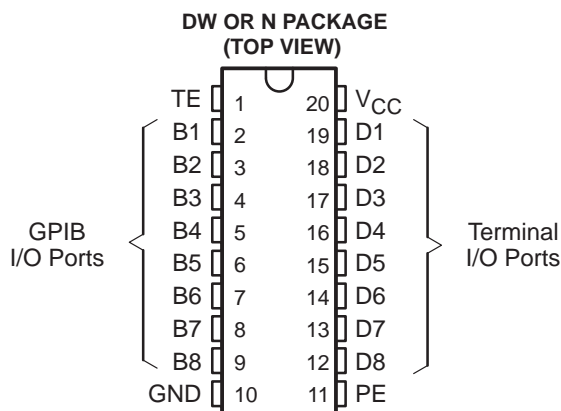 DW OR N PACKAGE
(TOP VIEW)
TE 1 20 VCC
B1 2 19 D1
B2 3 18 D2
B3 4 17 D3
B4 5 16 D4
B5 6 15 D5
B6 7 14 D6
B7 8 13 D7
B8 9 12 D8
GND 10 11 PE
GPIB
I/O Ports
Terminal
I/O Ports